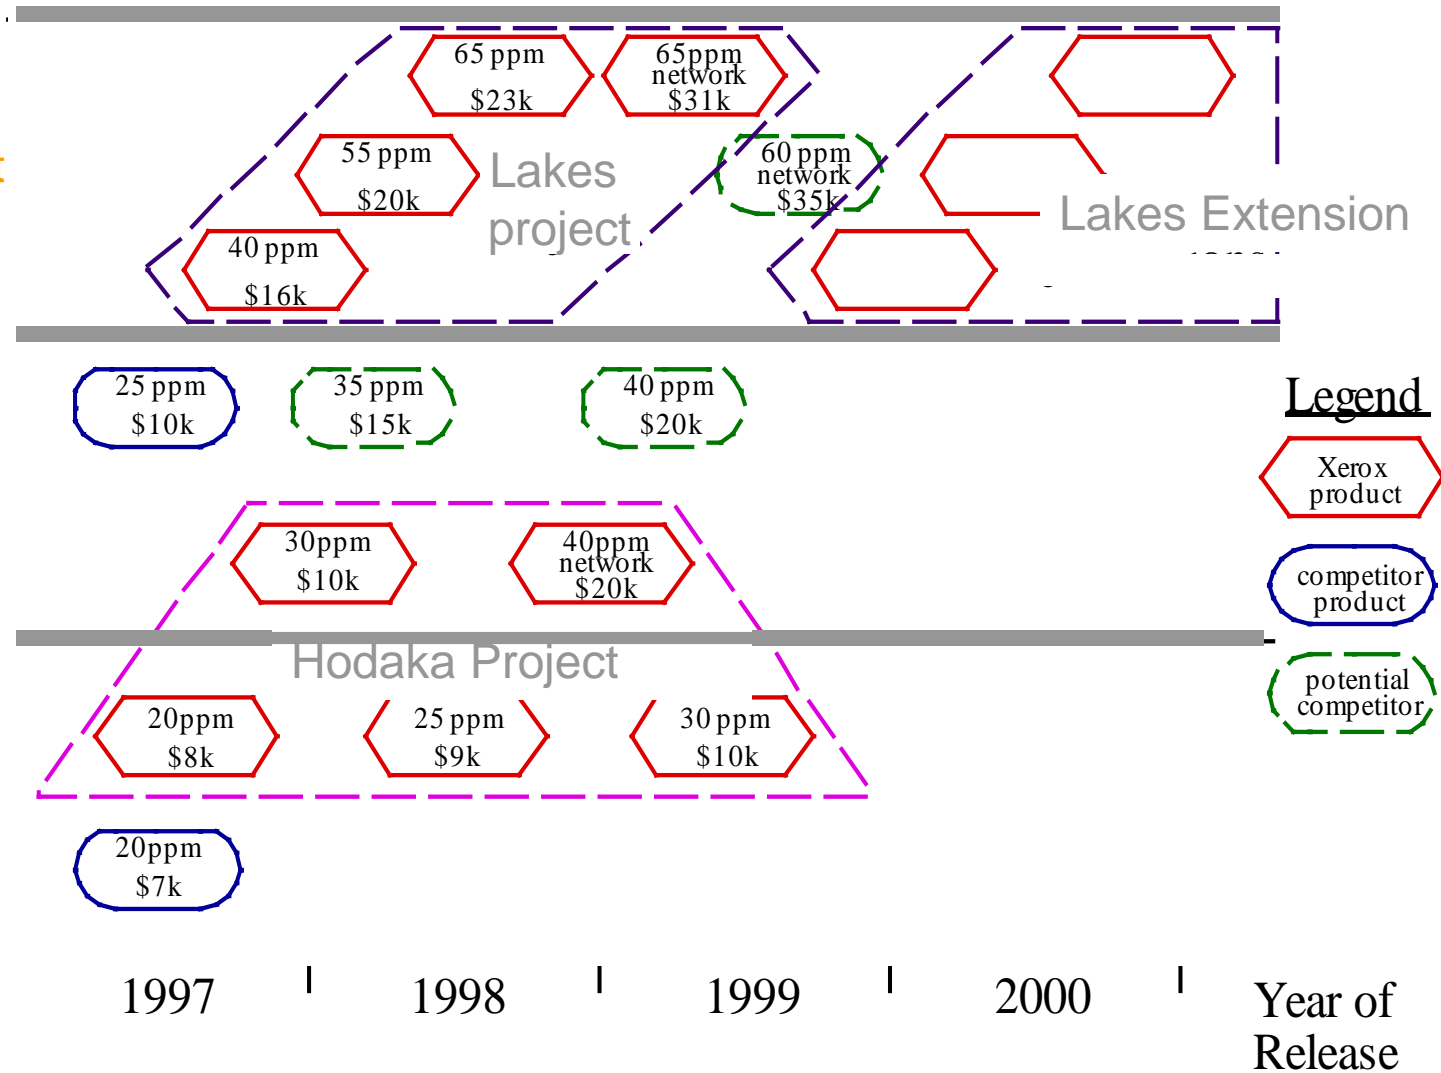 65 ppm
$23k
65ppm
network
$31k
55 ppm
$20k
Lakes
project
60 ppm
network
$35k
Lakes Extension
40 ppm
$16k
25 ppm
$10k
35 ppm
$15k
40 ppm
$20k
Legend
Xerox
product
30ppm
$10k
40ppm
network
$20k
competitor
product
Hodaka Project
potential
competitor
20ppm
$8k
25 ppm
$9k
30 ppm
$10k
20ppm
$7k
1997
1998
1999
2000
Year of
Release